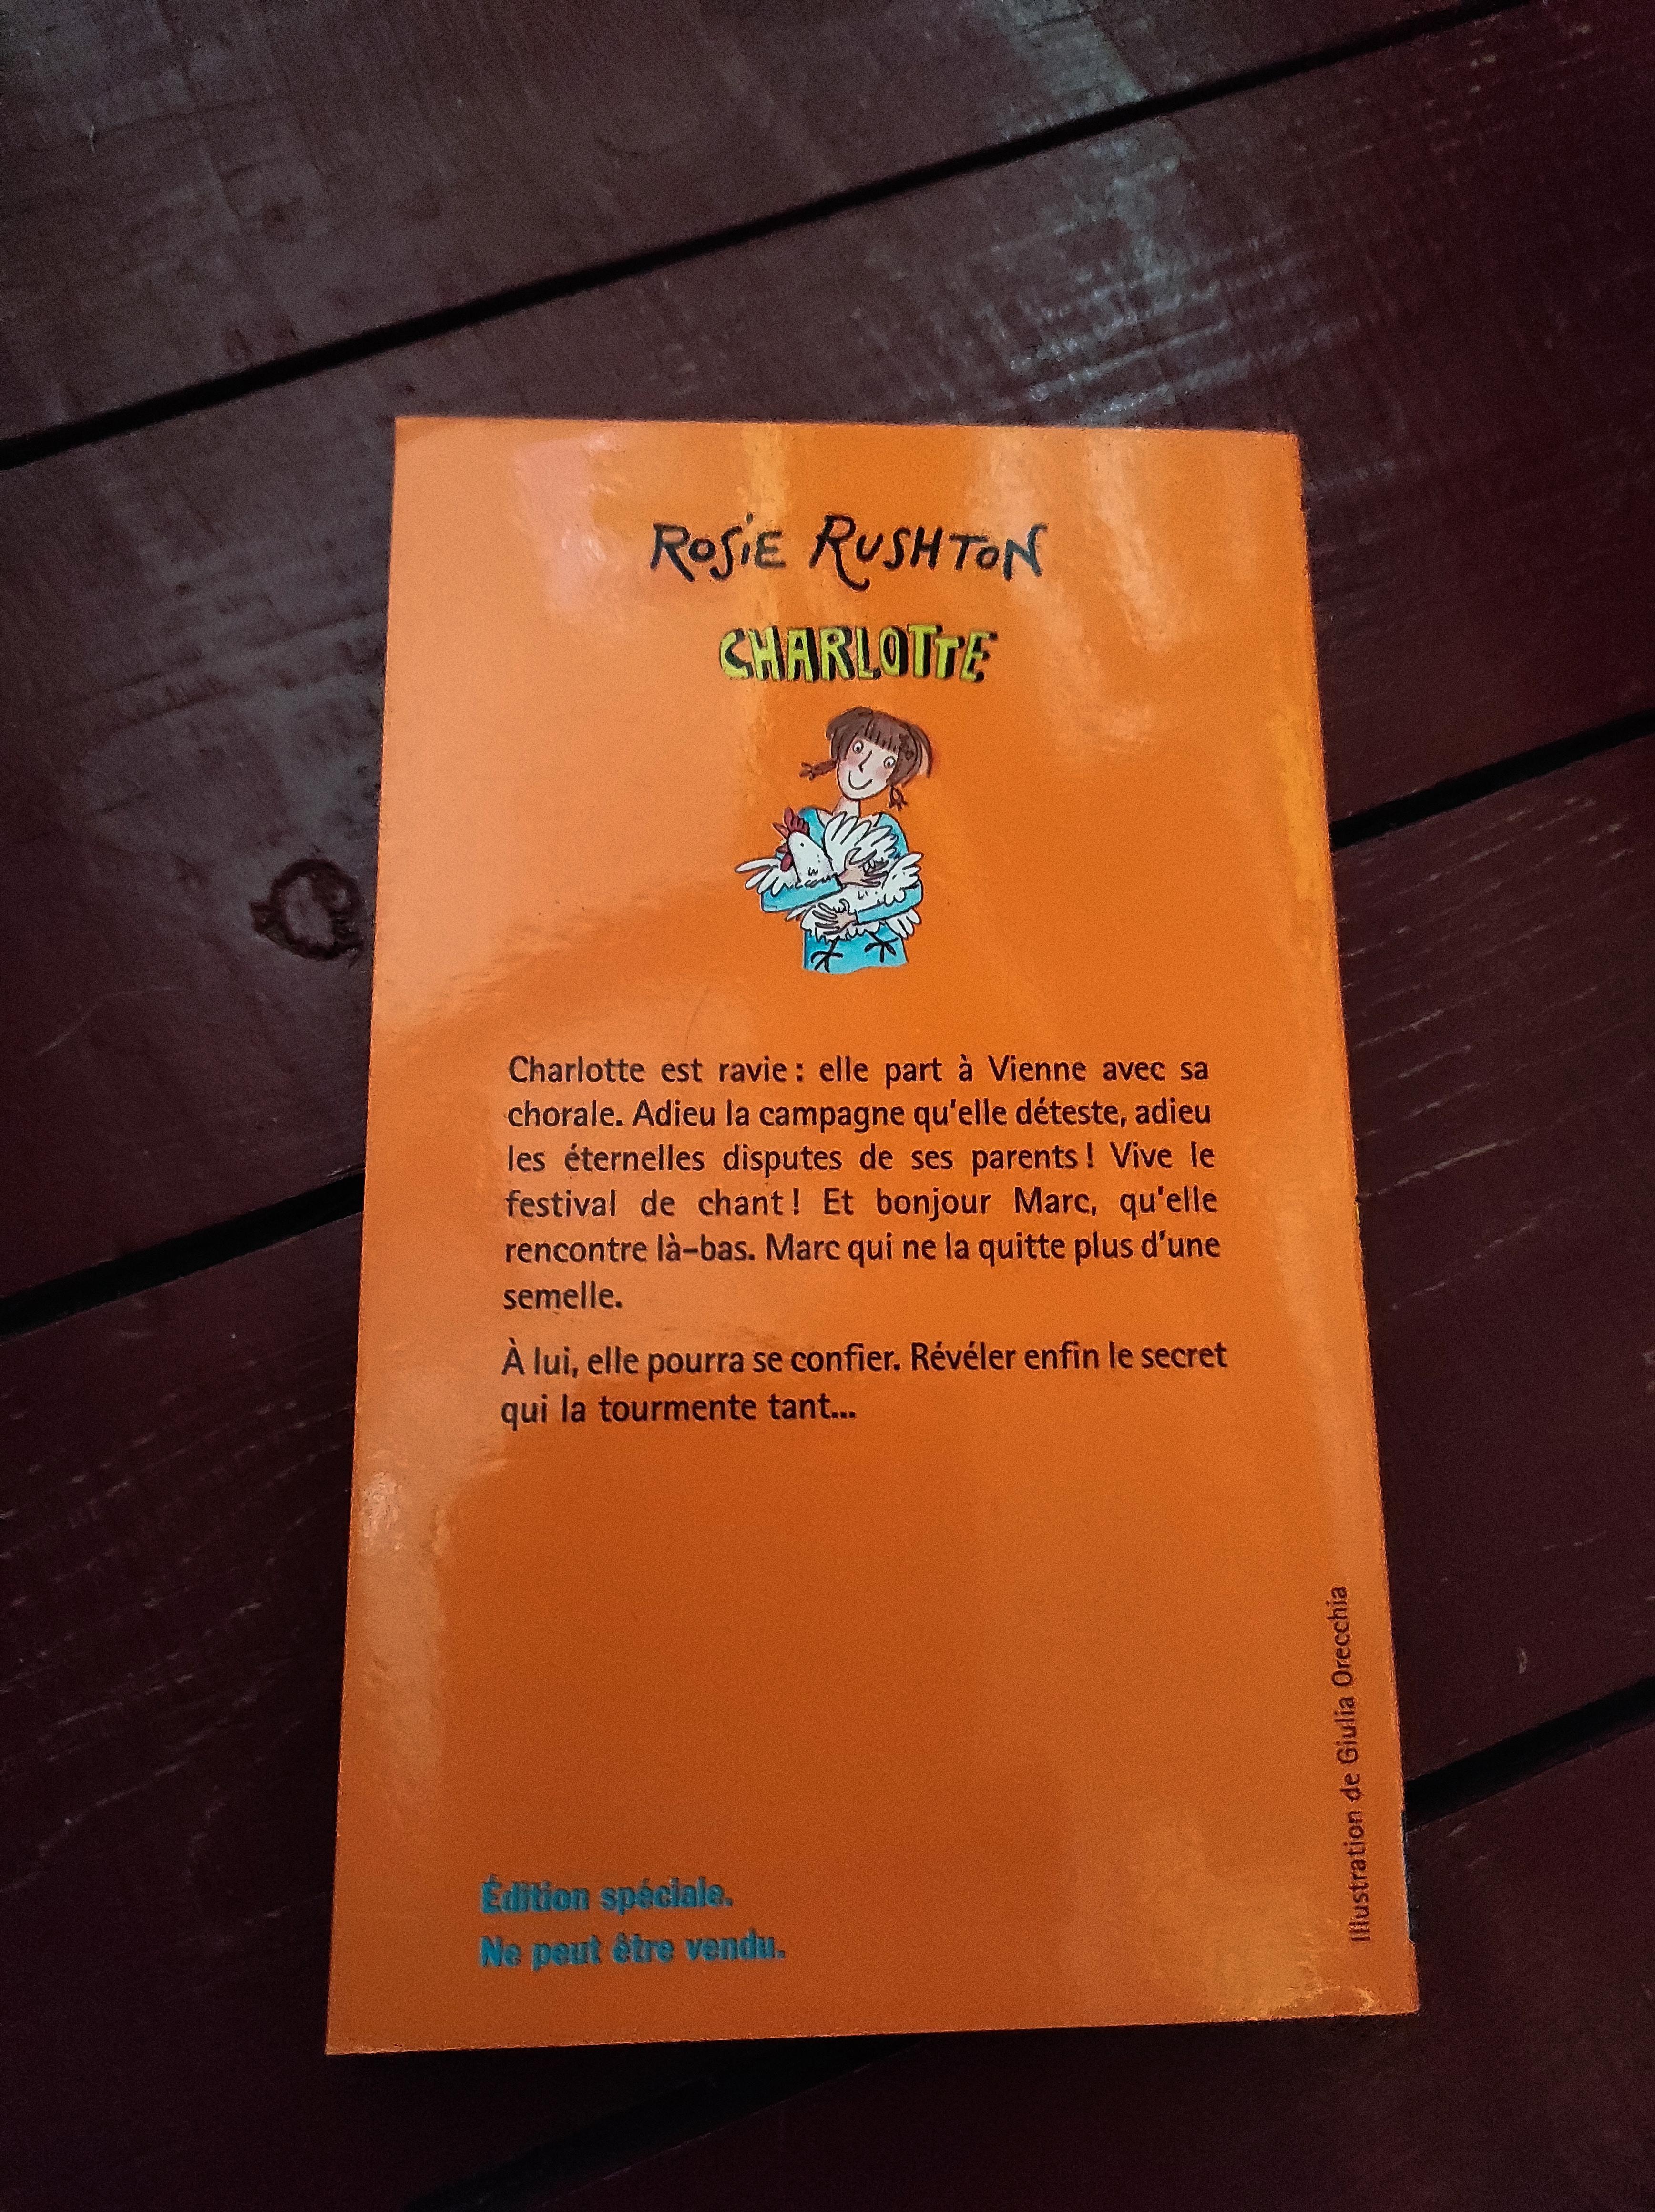 Rosie Rushton
CHARLOTTE
Charlotte est ravie : elle part à Vienne avec sa
chorale. Adieu la campagne qu'elle déteste, adieu
les éternelles disputes de ses parents ! Vive le
festival de chant ! Et bonjour Marc, qu'elle
rencontre là-bas. Marc qui ne la quitte plus d'une
semelle.
À lui, elle pourra se confier. Révéler enfin le secret
qui la tourmente tant...
Illustration de Giulia Orecchia
Édition spéciale.
Ne peut être vendu.